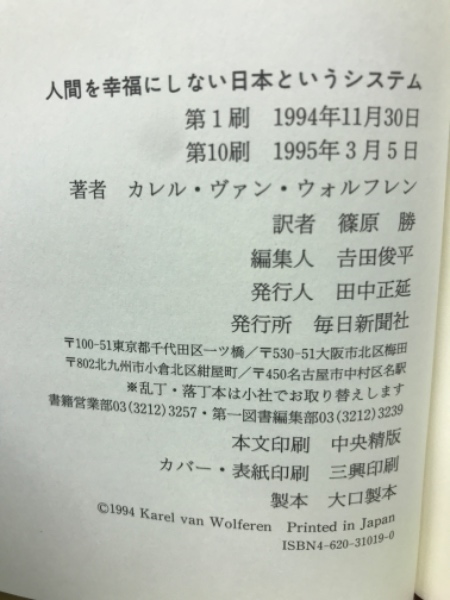 人間を幸福にしない日本というシステム
第1刷 1994年11月30日
第10刷 1995年3月5日
著者 カレル・ヴァン・ウォルフレン
訳者 篠原 勝
編集人 吉田俊平
発行人 田中正延
発行所 毎日新聞社
〒100-51東京都千代田区一ツ橋/〒530-51大阪市北区梅田
〒802北九州市小倉北区紺屋町/〒450名古屋市中村区名駅
※乱丁・落丁本は小社でお取り替えします
書籍営業部03(3212)3257・第一図書編集部03(3212)3239
本文印刷 中央精版
カバー・表紙印刷 三興印刷
製本 大口製本
©1994 Karel van Wolferen Printed in Japan
ISBN4-620-31019-0